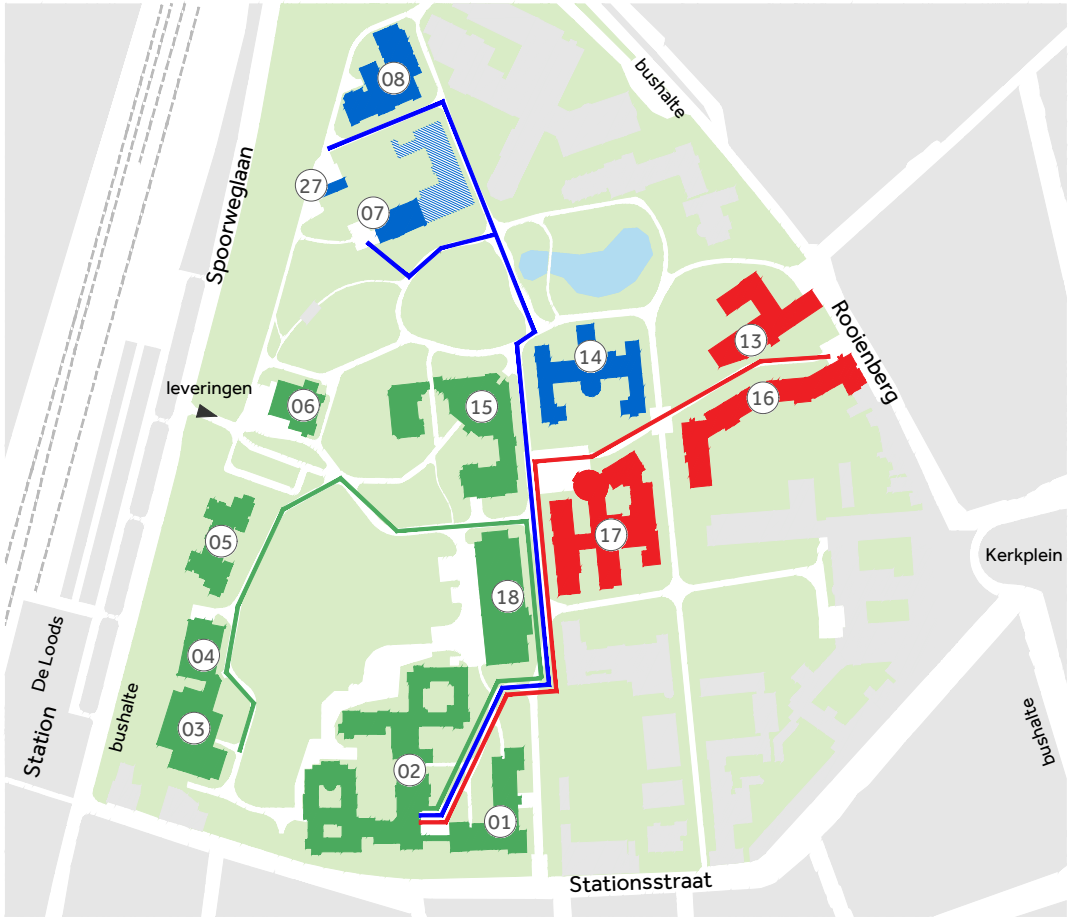 08
bushalte
27
07
Spoorweglaan
13
Rooienberg
14
leveringen
06
15
16
05
17
Kerkplein
18
04
De Loods
Station
bushalte
03
02
01
bushalte
Stationsstraat